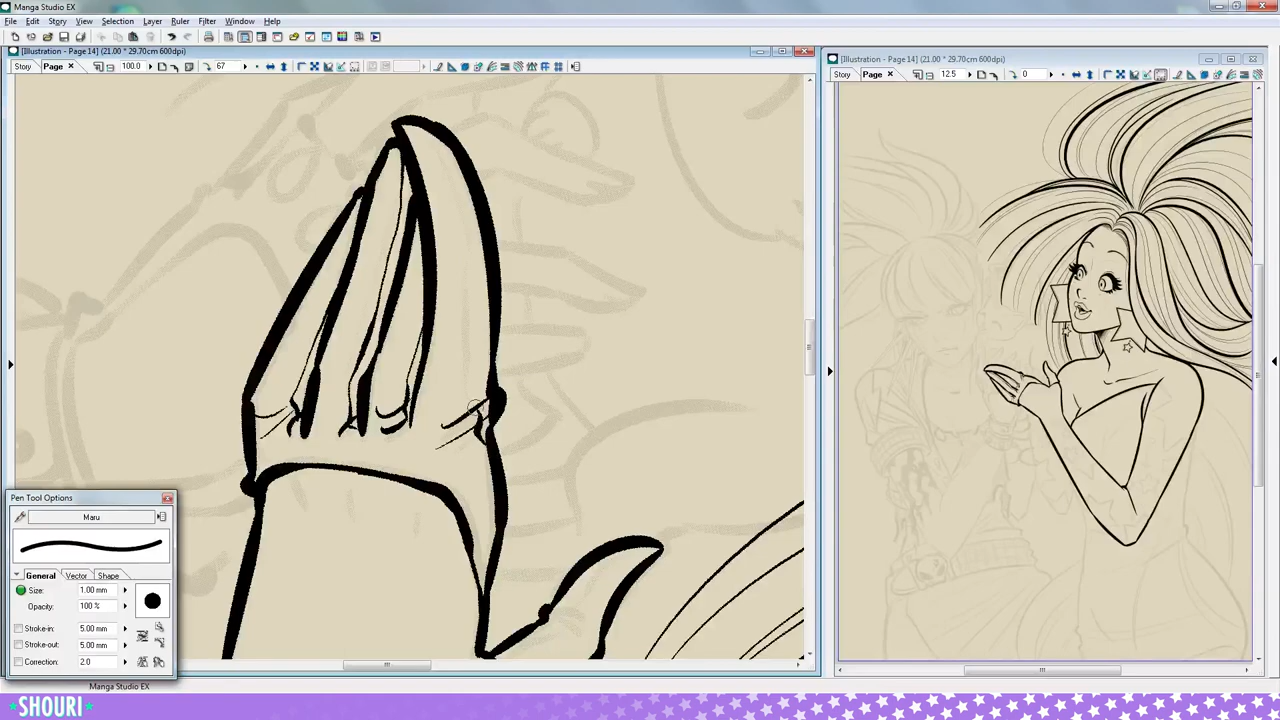 Manga Studio EX
File Edit Story View Selection Layer Ruler Filter Window Help
[Illustration - Page 14] (21.00 * 29.70cm 600dpi)
Story Page 100.0 67
[Illustration - Page 14] (21.00 * 29.70cm 600dpi)
Story Page 12.5 0
Pen Tool Options
Maru
General Vector Shape
Size: 1.00 mm
Opacity: 100 %
Stroke-in: 5.00 mm
Stroke-out: 5.00 mm
Correction: 2.0
Manga Studio EX
SHOURI